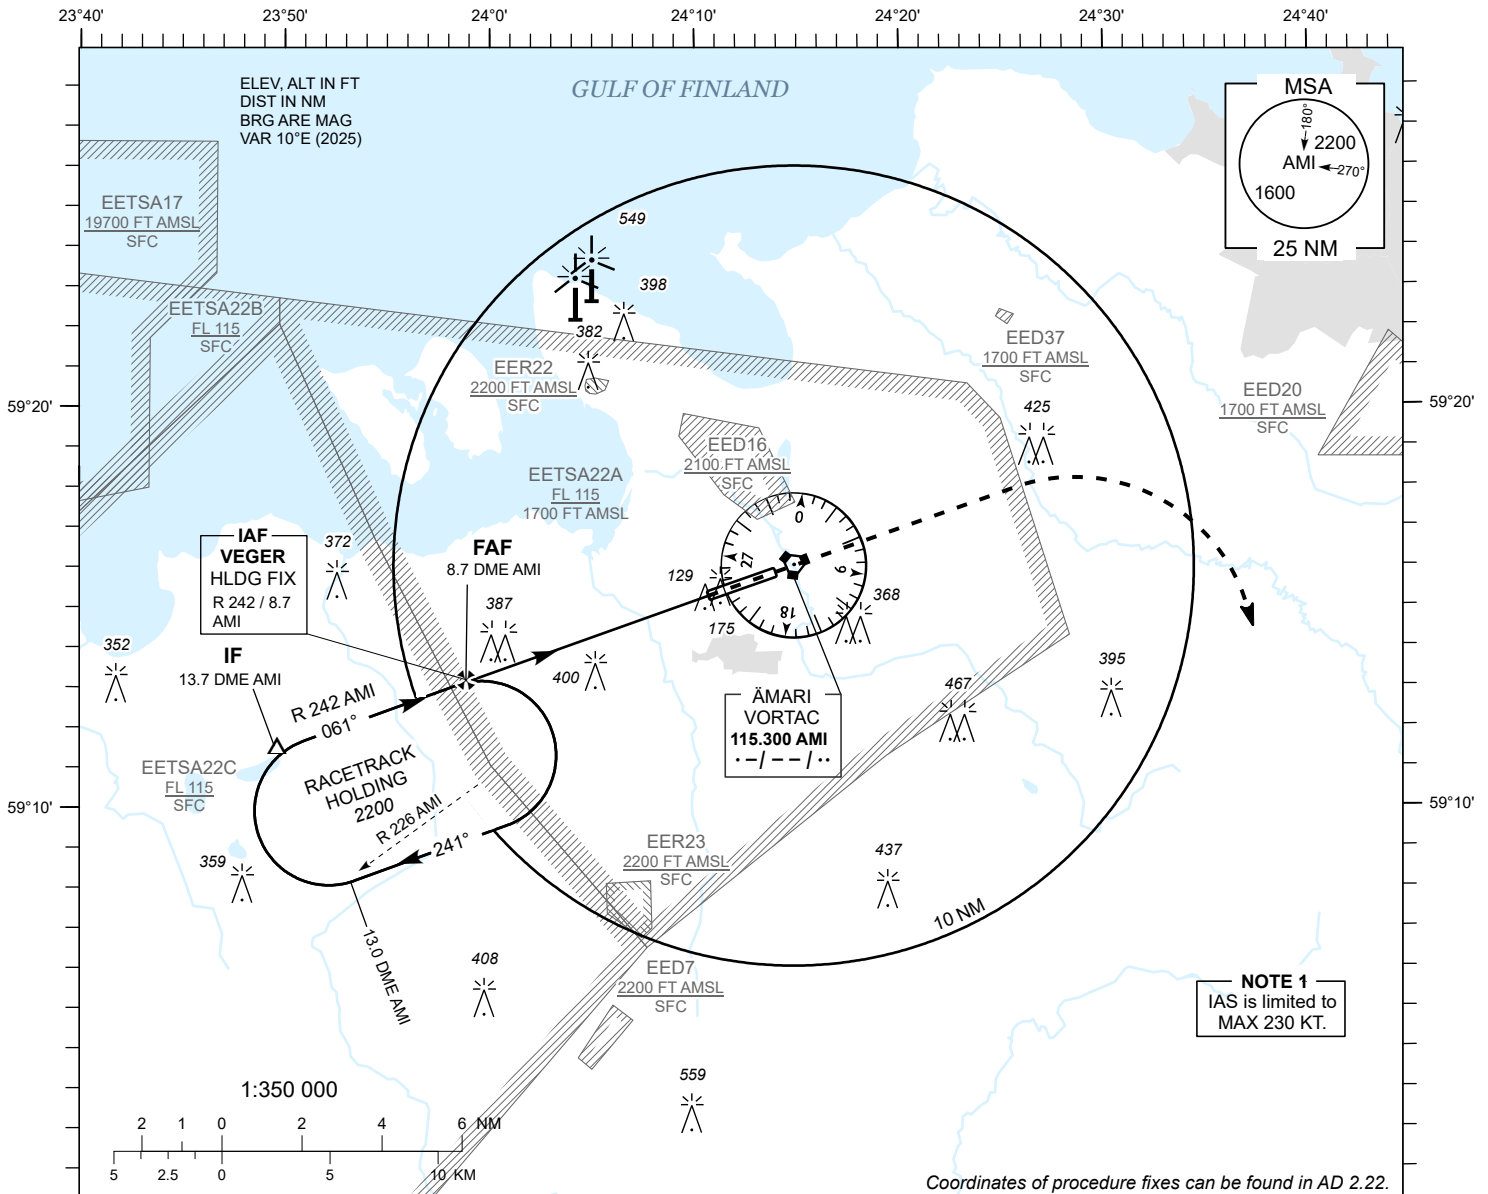 23°40' 23°50' 24°0' 24°10' 24°20' 24°30' 24°40'
ELEV, ALT IN FT
DIST IN NM
BRG ARE MAG
VAR 10°E (2025)
GULF OF FINLAND
MSA
180°
2200
AMI
270°
1600
25 NM
EETSA17
19700 FT AMSL
SFC
549
398
382
EETSA22B
FL 115
SFC
EER22
2200 FT AMSL
SFC
EED37
1700 FT AMSL
SFC
EED20
1700 FT AMSL
SFC
59°20'
59°20'
425
EED16
2100 FT AMSL
SFC
EETSA22A
FL 115
1700 FT AMSL
0
9
18
27
IAF
VEGER
HLDG FIX
R 242 / 8.7
AMI
372
FAF
8.7 DME AMI
129
368
387
175
352
IF
13.7 DME AMI
400
395
467
R 242 AMI
061°
ÄMARI
VORTAC
115.300 AMI
· –/ – – / ··
RACETRACK
HOLDING
2200
R 226 AMI
241°
EETSA22C
FL 115
SFC
59°10'
59°10'
359
EER23
2200 FT AMSL
SFC
437
10 NM
13.0 DME AMI
408
EED7
2200 FT AMSL
SFC
NOTE 1
IAS is limited to
MAX 230 KT.
559
1:350 000
2 1 0 2 4 6 NM
5 2.5 0 5 10 KM
Coordinates of procedure fixes can be found in AD 2.22.